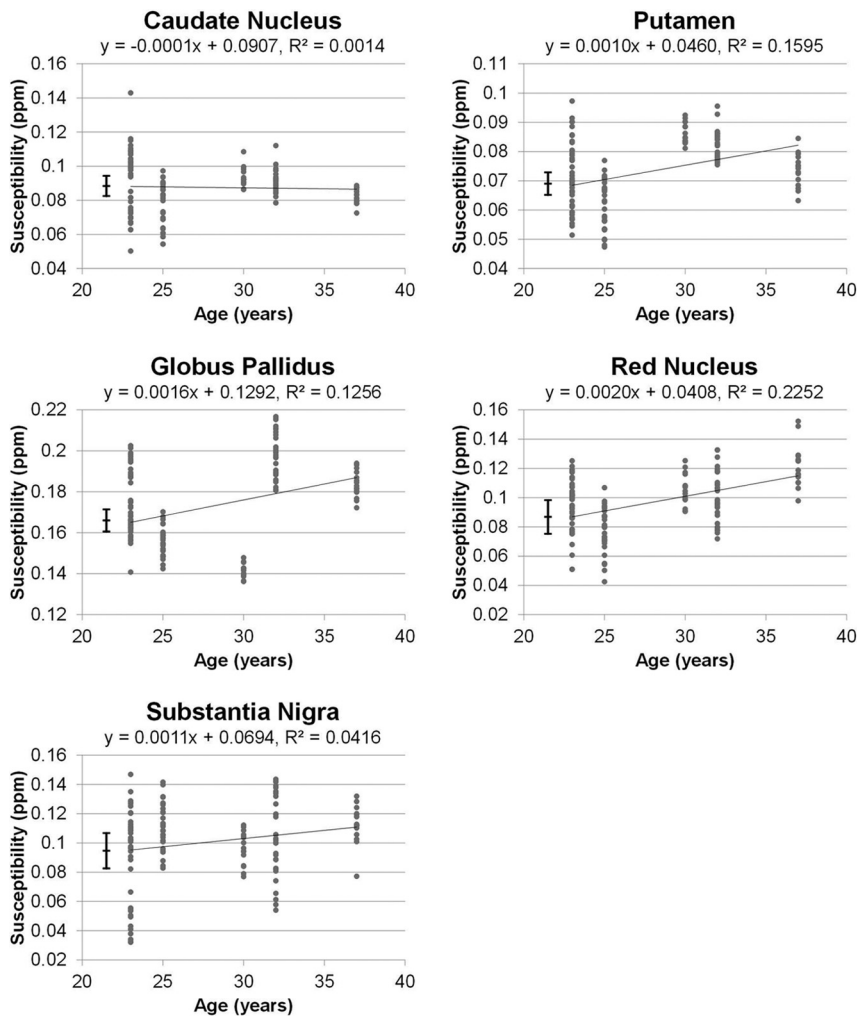 Caudate Nucleus
y = -0.0001x + 0.0907, R² = 0.0014
Susceptibility (ppm)
0.16
0.14
0.12
0.1
0.08
0.06
0.04
20 25 30 35 40
Age (years)
Putamen
y = 0.0010x + 0.0460, R² = 0.1595
Susceptibility (ppm)
0.11
0.1
0.09
0.08
0.07
0.06
0.05
0.04
20 25 30 35 40
Age (years)
Globus Pallidus
y = 0.0016x + 0.1292, R² = 0.1256
Susceptibility (ppm)
0.22
0.2
0.18
0.16
0.14
0.12
20 25 30 35 40
Age (years)
Red Nucleus
y = 0.0020x + 0.0408, R² = 0.2252
Susceptibility (ppm)
0.16
0.14
0.12
0.1
0.08
0.06
0.04
0.02
20 25 30 35 40
Age (years)
Substantia Nigra
y = 0.0011x + 0.0694, R² = 0.0416
Susceptibility (ppm)
0.16
0.14
0.12
0.1
0.08
0.06
0.04
0.02
20 25 30 35 40
Age (years)